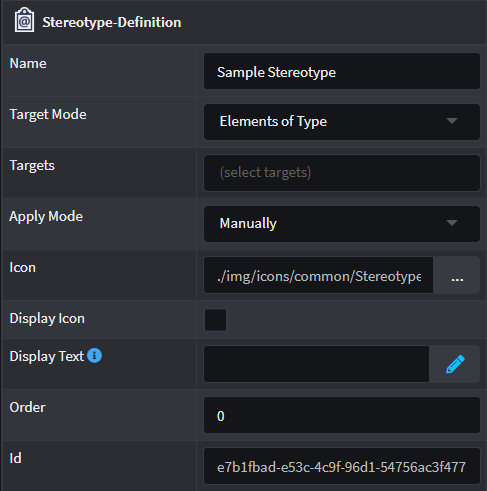 Stereotype-Definition
Name Sample Stereotype
Target Mode Elements of Type
Targets (select targets)
Apply Mode Manually
Icon ./img/icons/common/Stereotype ...
Display Icon
Display Text
Order 0
Id e7b1fbad-e53c-4c9f-96d1-54756ac3f477